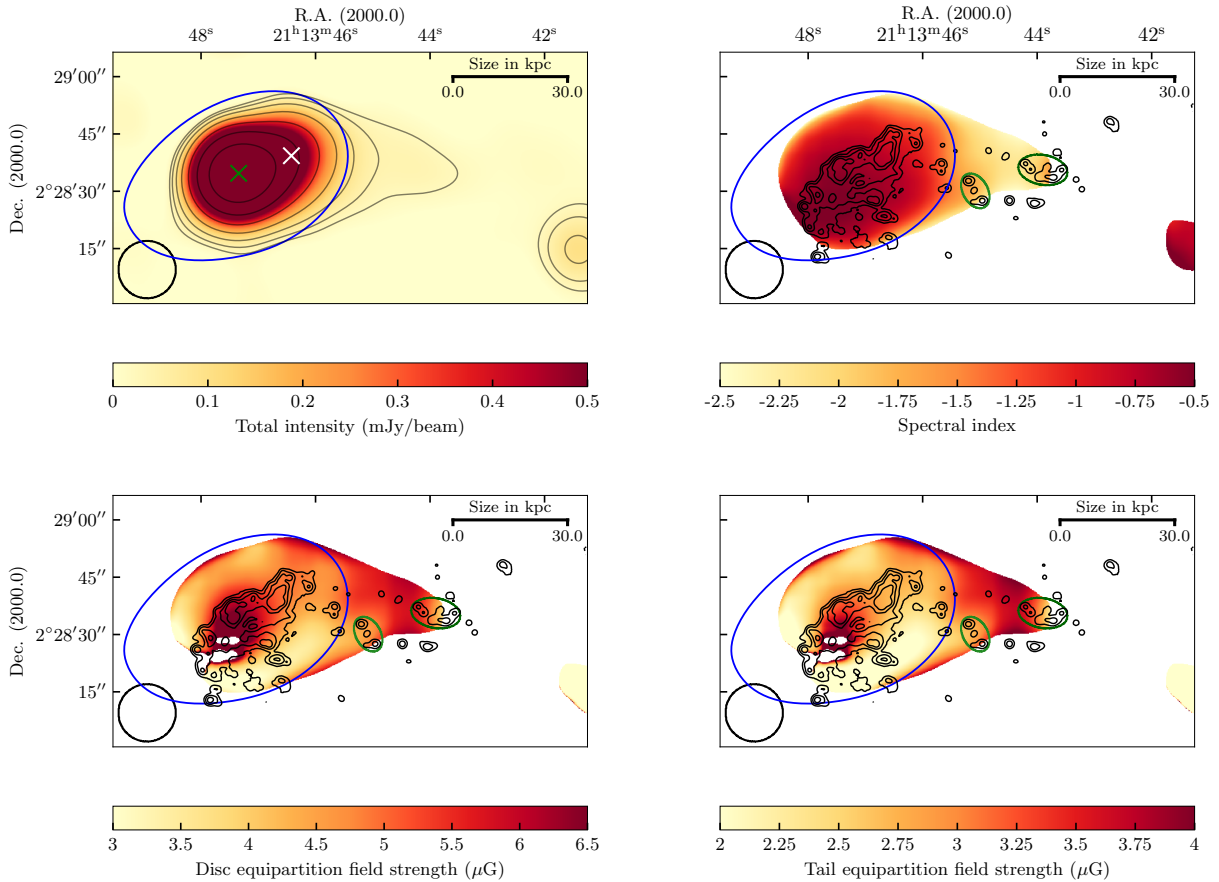 R.A. (2000.0)
48ˢ 21ʰ13ᵐ46ˢ 44ˢ 42ˢ
Dec. (2000.0)
29′00″
45″
2°28′30″
15″
Size in kpc
0.0 30.0
0 0.1 0.2 0.3 0.4 0.5
Total intensity (mJy/beam)
R.A. (2000.0)
48ˢ 21ʰ13ᵐ46ˢ 44ˢ 42ˢ
Size in kpc
0.0 30.0
-2.5 -2.25 -2 -1.75 -1.5 -1.25 -1 -0.75 -0.5
Spectral index
Dec. (2000.0)
29′00″
45″
2°28′30″
15″
Size in kpc
0.0 30.0
3 3.5 4 4.5 5 5.5 6 6.5
Disc equipartition field strength (μG)
Size in kpc
0.0 30.0
2 2.25 2.5 2.75 3 3.25 3.5 3.75 4
Tail equipartition field strength (μG)